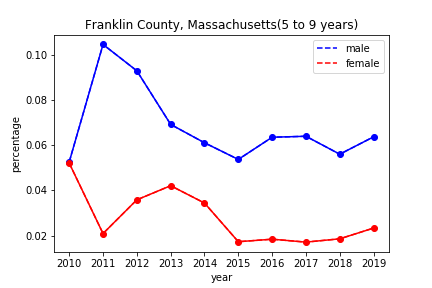 Franklin County, Massachusetts(5 to 9 years)
male
female
percentage
0.10
0.08
0.06
0.04
0.02
2010 2011 2012 2013 2014 2015 2016 2017 2018 2019
year